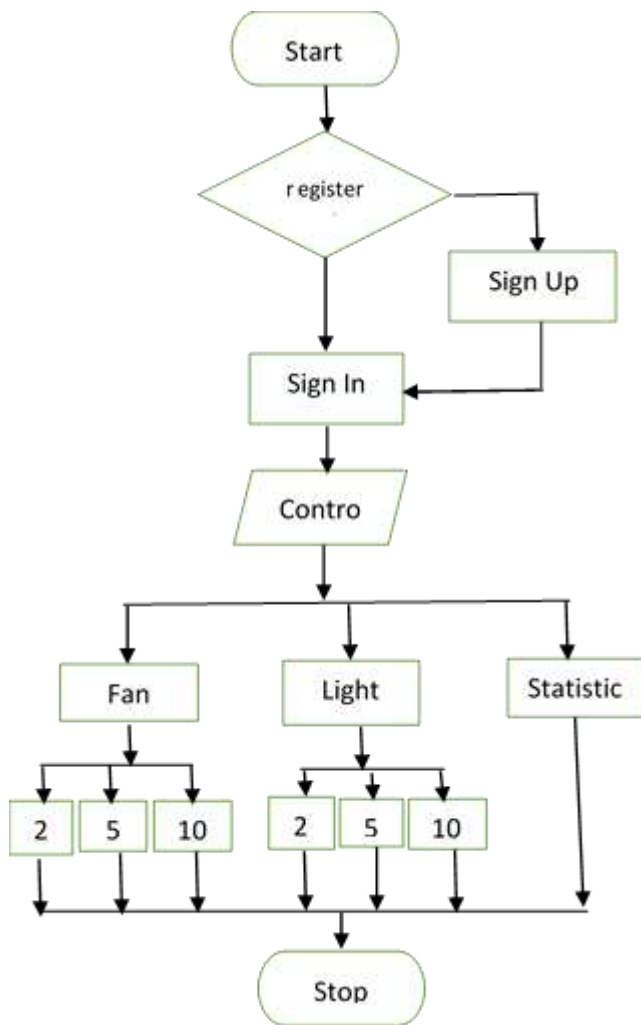 Start
r egister
Sign Up
Sign In
Contro
Fan
Light
Statistic
2
5
10
2
5
10
Stop